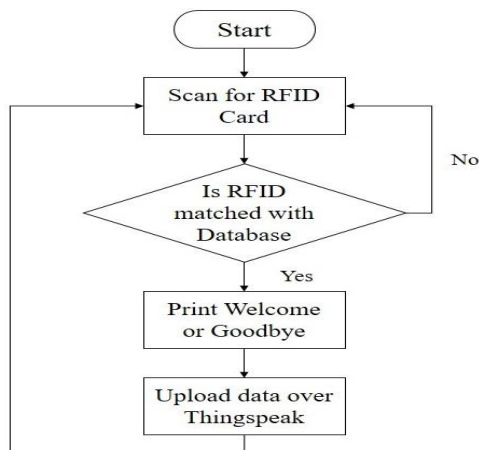 Start
Scan for RFID
Card
Is RFID
matched with
Database
No
Yes
Print Welcome
or Goodbye
Upload data over
Thingspeak